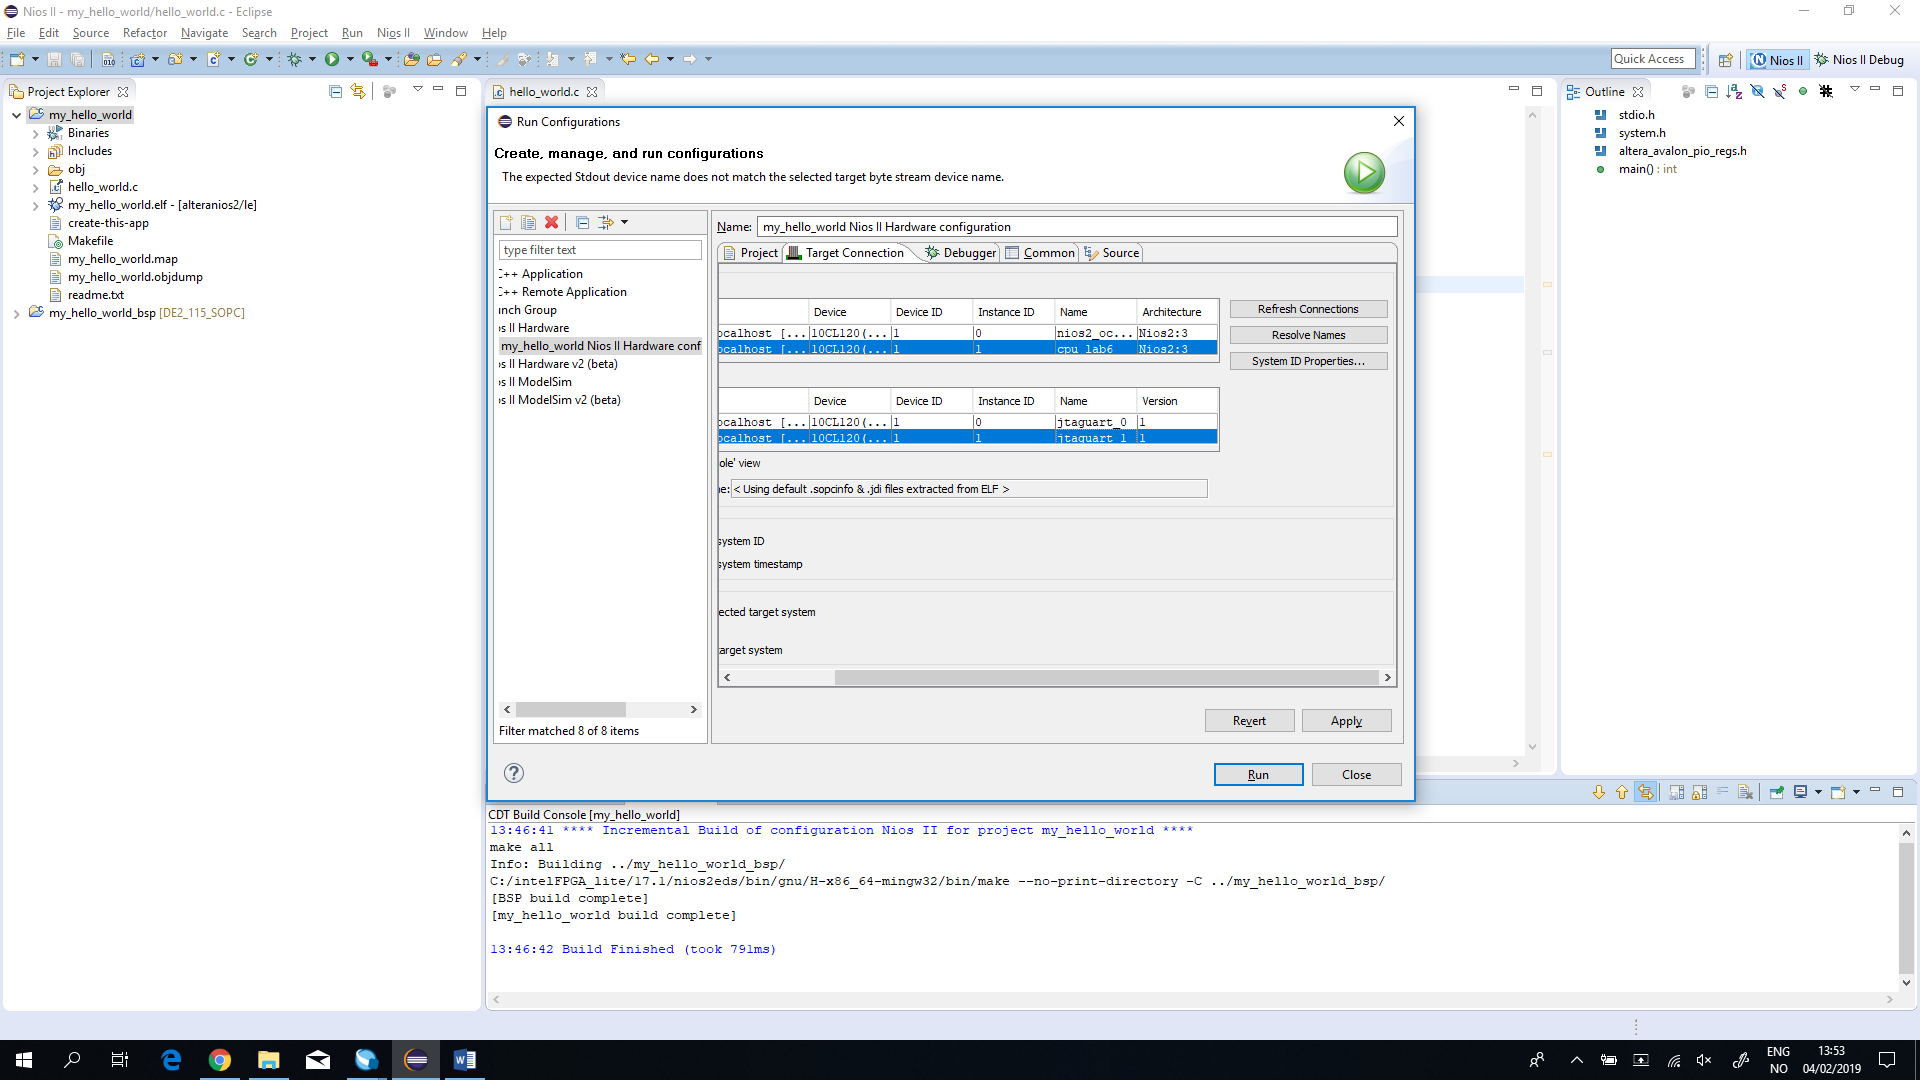 Nios II - my_hello_world/hello_world.c - Eclipse
File Edit Source Refactor Navigate Search Project Run Nios II Window Help
Quick Access
Nios II
Nios II Debug
Project Explorer
my_hello_world
Binaries
Includes
obj
hello_world.c
my_hello_world.elf - [alteranios2/le]
create-this-app
Makefile
my_hello_world.map
my_hello_world.objdump
readme.txt
my_hello_world_bsp [DE2_115_SOPC]
hello_world.c
Run Configurations
Create, manage, and run configurations
The expected Stdout device name does not match the selected target byte stream device name.
type filter text
C++ Application
C++ Remote Application
unch Group
os II Hardware
my_hello_world Nios II Hardware conf
os II Hardware v2 (beta)
os II ModelSim
os II ModelSim v2 (beta)
Filter matched 8 of 8 items
Name: my_hello_world Nios II Hardware configuration
Project Target Connection Debugger Common Source
Device Device ID Instance ID Name Architecture
ocalhost [... 10CL120(... 1 0 nios2_oc... Nios2:3
ocalhost [... 10CL120(... 1 1 cpu_lab6 Nios2:3
Refresh Connections
Resolve Names
System ID Properties...
Device Device ID Instance ID Name Version
ocalhost [... 10CL120(... 1 0 jtaguart_0 1
ocalhost [... 10CL120(... 1 1 jtaguart_1 1
ole' view
ne: < Using default .sopcinfo & .jdi files extracted from ELF >
system ID
system timestamp
ected target system
target system
Revert Apply
Run Close
Outline
stdio.h
system.h
altera_avalon_pio_regs.h
main() : int
CDT Build Console [my_hello_world]
13:46:41 **** Incremental Build of configuration Nios II for project my_hello_world ****
make all
Info: Building ../my_hello_world_bsp/
C:/intelFPGA_lite/17.1/nios2eds/bin/gnu/H-x86_64-mingw32/bin/make --no-print-directory -C ../my_hello_world_bsp/
[BSP build complete]
[my_hello_world build complete]
13:46:42 Build Finished (took 791ms)
ENG
NO
13:53
04/02/2019